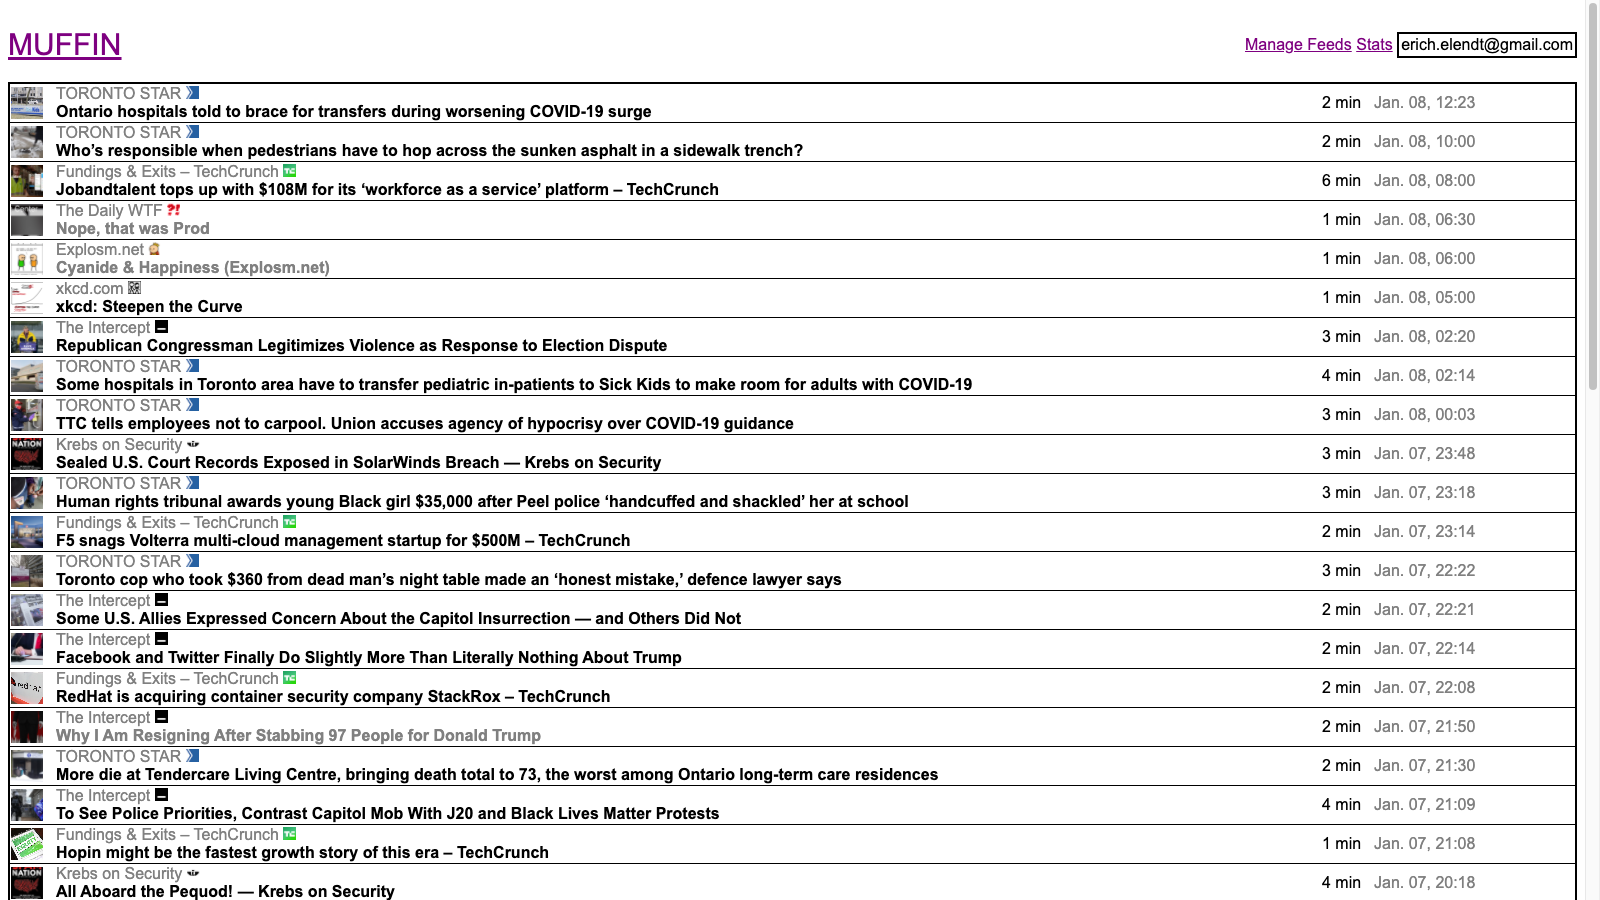 MUFFIN
Manage Feeds Stats erich.elendt@gmail.com
TORONTO STAR
Ontario hospitals told to brace for transfers during worsening COVID-19 surge
2 min Jan. 08, 12:23
TORONTO STAR
Who’s responsible when pedestrians have to hop across the sunken asphalt in a sidewalk trench?
2 min Jan. 08, 10:00
Fundings & Exits – TechCrunch
Jobandtalent tops up with $108M for its ‘workforce as a service’ platform – TechCrunch
6 min Jan. 08, 08:00
The Daily WTF ?!
Nope, that was Prod
1 min Jan. 08, 06:30
Explosm.net
Cyanide & Happiness (Explosm.net)
1 min Jan. 08, 06:00
xkcd.com
xkcd: Steepen the Curve
1 min Jan. 08, 05:00
The Intercept
Republican Congressman Legitimizes Violence as Response to Election Dispute
3 min Jan. 08, 02:20
TORONTO STAR
Some hospitals in Toronto area have to transfer pediatric in-patients to Sick Kids to make room for adults with COVID-19
4 min Jan. 08, 02:14
TORONTO STAR
TTC tells employees not to carpool. Union accuses agency of hypocrisy over COVID-19 guidance
3 min Jan. 08, 00:03
NATION
Krebs on Security
Sealed U.S. Court Records Exposed in SolarWinds Breach — Krebs on Security
3 min Jan. 07, 23:48
TORONTO STAR
Human rights tribunal awards young Black girl $35,000 after Peel police ‘handcuffed and shackled’ her at school
3 min Jan. 07, 23:18
Fundings & Exits – TechCrunch
F5 snags Volterra multi-cloud management startup for $500M – TechCrunch
2 min Jan. 07, 23:14
TORONTO STAR
Toronto cop who took $360 from dead man’s night table made an ‘honest mistake,’ defence lawyer says
3 min Jan. 07, 22:22
The Intercept
Some U.S. Allies Expressed Concern About the Capitol Insurrection — and Others Did Not
2 min Jan. 07, 22:21
The Intercept
Facebook and Twitter Finally Do Slightly More Than Literally Nothing About Trump
2 min Jan. 07, 22:14
Fundings & Exits – TechCrunch
RedHat is acquiring container security company StackRox – TechCrunch
2 min Jan. 07, 22:08
The Intercept
Why I Am Resigning After Stabbing 97 People for Donald Trump
2 min Jan. 07, 21:50
TORONTO STAR
More die at Tendercare Living Centre, bringing death total to 73, the worst among Ontario long-term care residences
2 min Jan. 07, 21:30
The Intercept
To See Police Priorities, Contrast Capitol Mob With J20 and Black Lives Matter Protests
4 min Jan. 07, 21:09
Fundings & Exits – TechCrunch
Hopin might be the fastest growth story of this era – TechCrunch
1 min Jan. 07, 21:08
NATION
Krebs on Security
All Aboard the Pequod! — Krebs on Security
4 min Jan. 07, 20:18